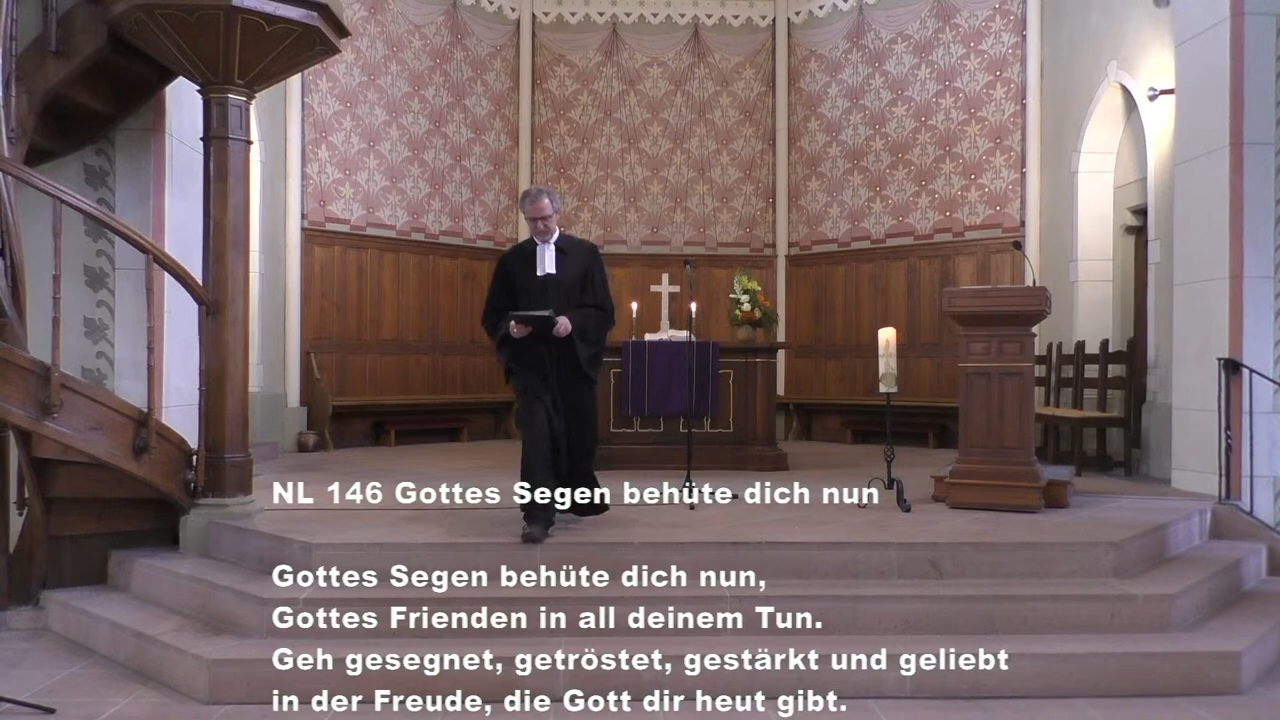 NL 146 Gottes Segen behüte dich nun
Gottes Segen behüte dich nun,
Gottes Frienden in all deinem Tun.
Geh gesegnet, getröstet, gestärkt und geliebt
in der Freude, die Gott dir heut gibt.